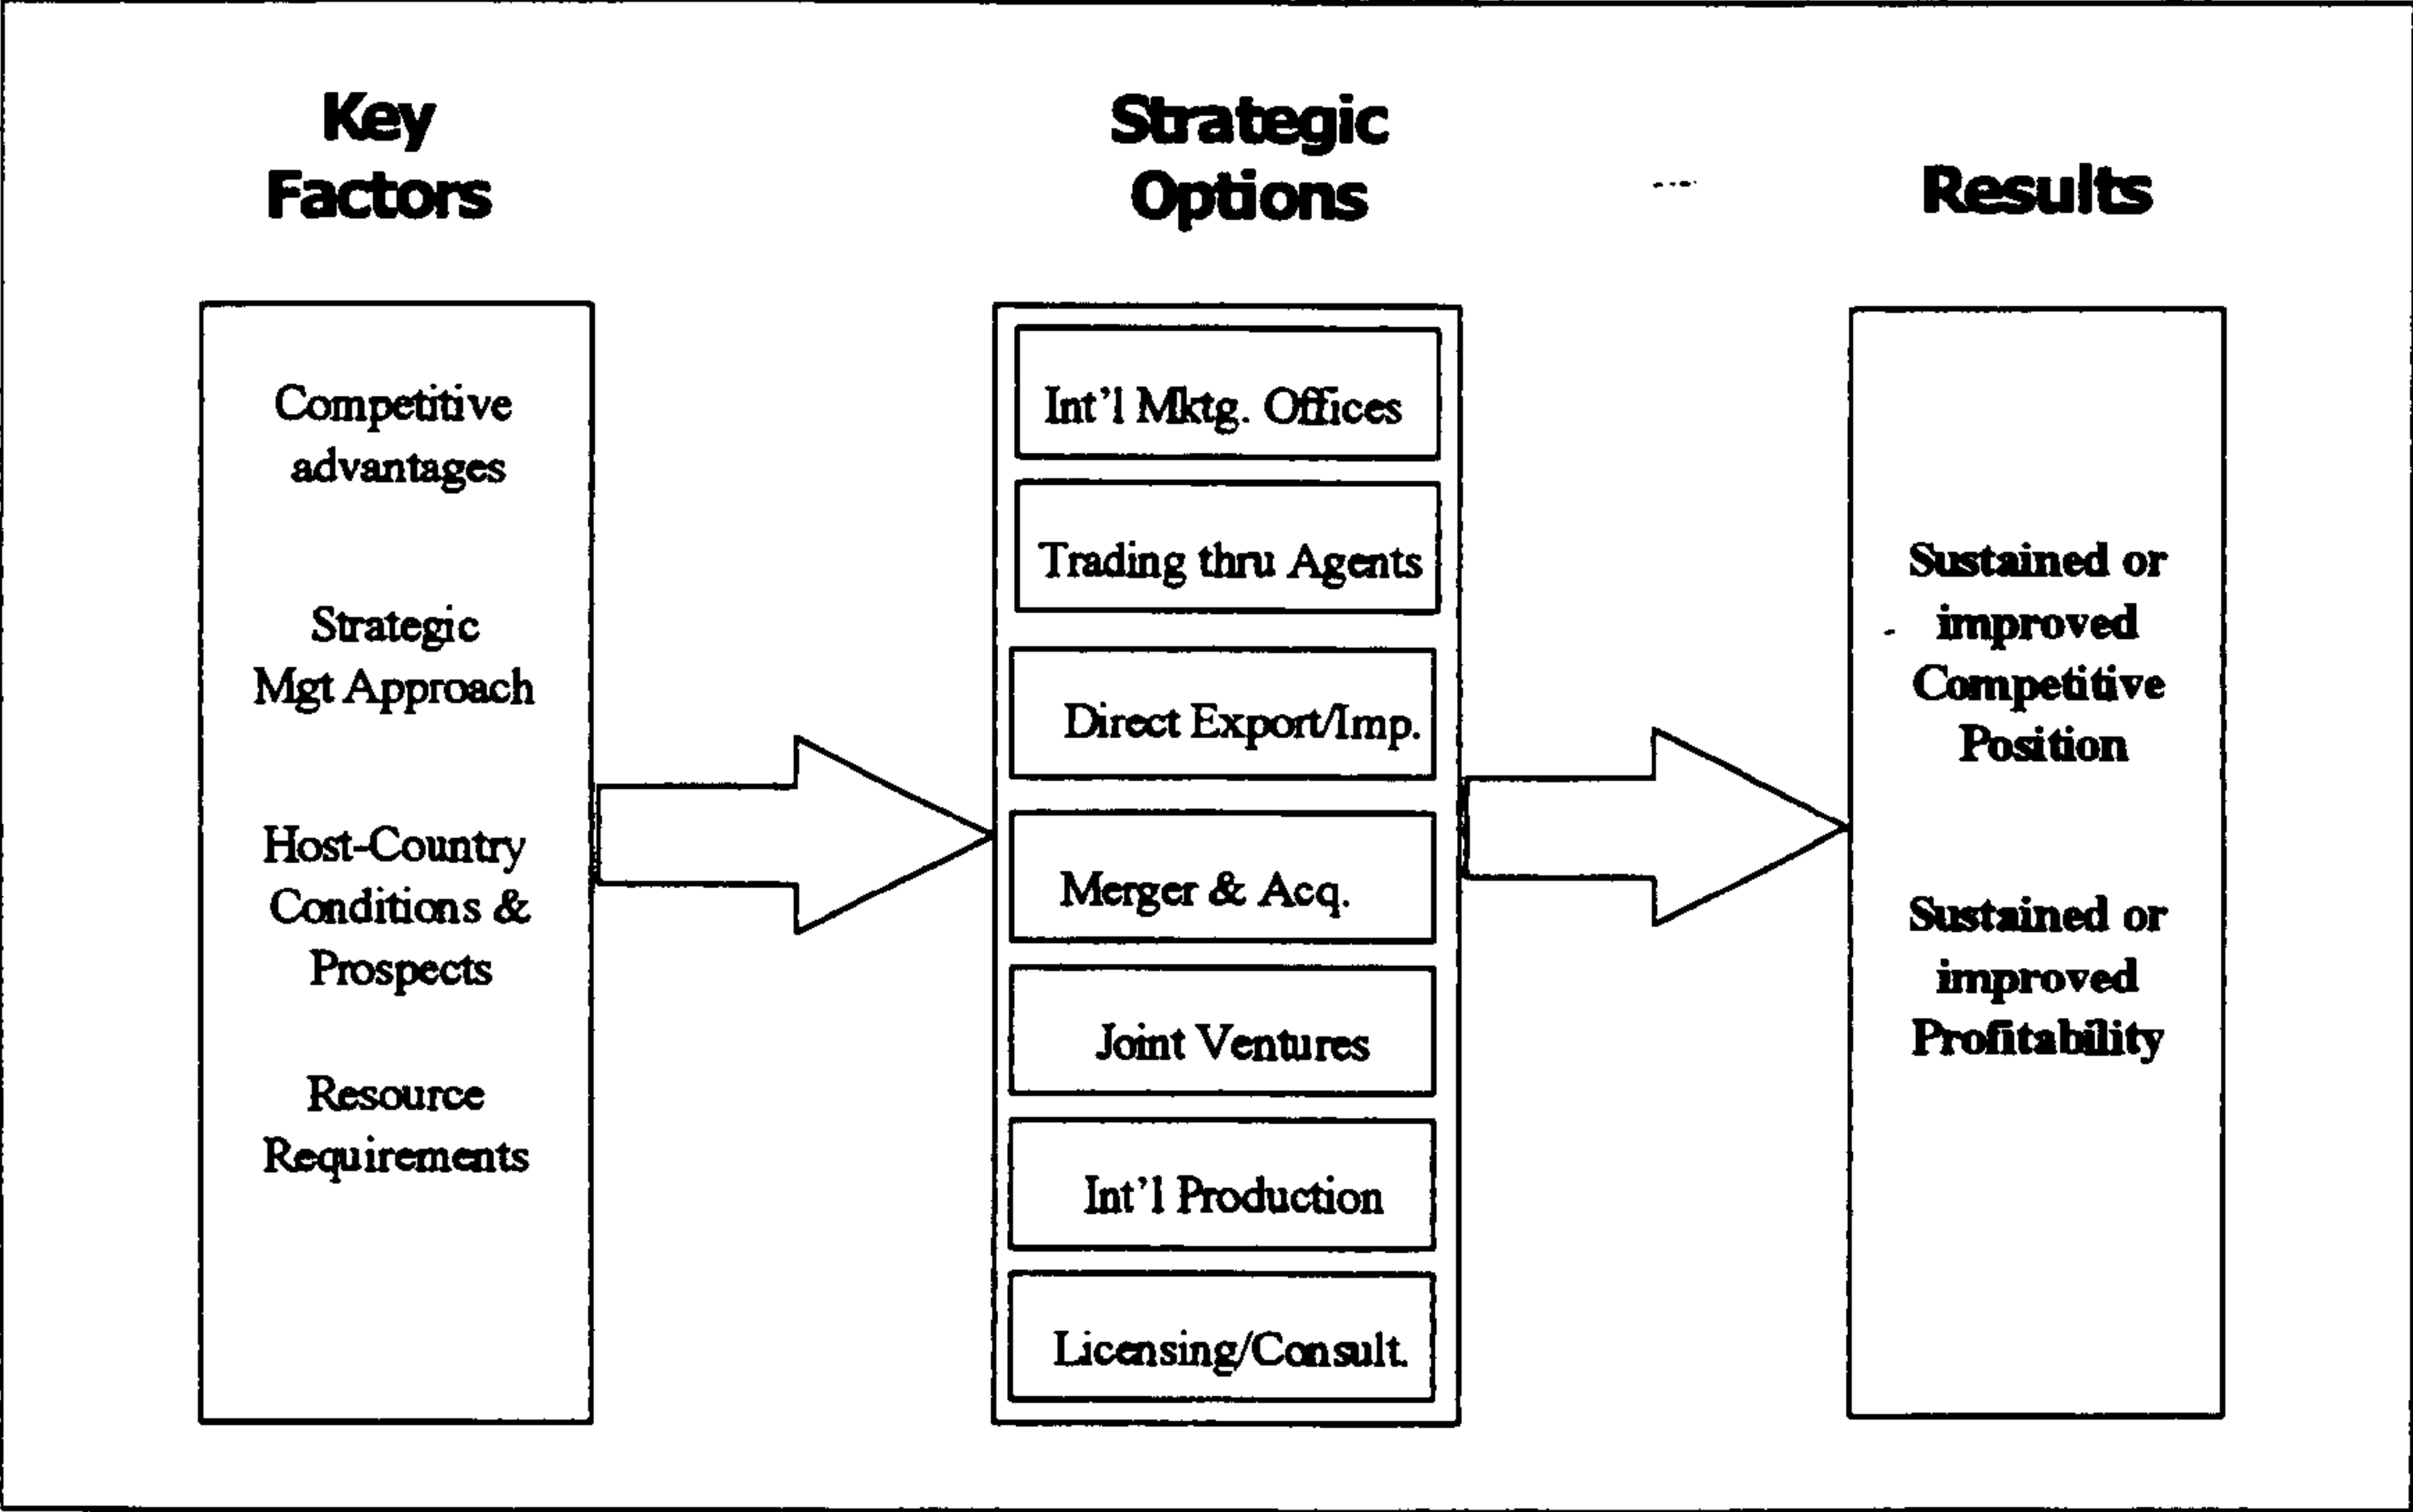 Key
Factors
Strategic
Options
Results
Competitive
advantages
Strategic
Mgt Approach
Host-Country
Conditions &
Prospects
Resource
Requirements
Int'l Mktg. Offices
Trading thru Agents
Direct Export/Imp.
Merger & Acq.
Joint Ventures
Int'l Production
Licensing/Consult.
Sustained or
improved
Competitive
Position
Sustained or
improved
Profitability